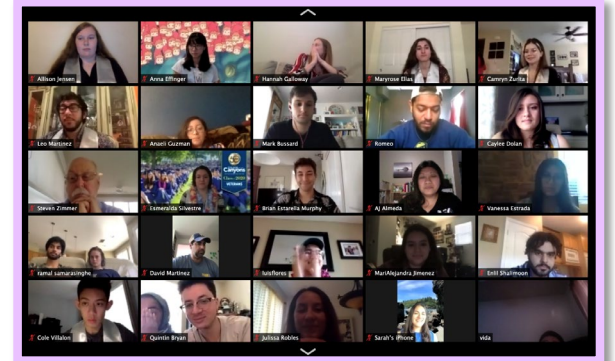 Allison Jensen
Anna Effinger
Hannah Galloway
Maryrose Elias
Camryn Zurita
Leo Martinez
Anaeli Guzman
Mark Bussard
Romeo
Caylee Dolan
Steven Zimmer
Esmeralda Silvestre
Brian Estarella Murphy
AJ Almeda
Vanessa Estrada
ramal samarasinghe
David Martinez
luisflores
MariAlejandra Jimenez
Enlil Shalimoon
Cole Villalon
Quintin Bryan
Julissa Robles
Sarah's iPhone
vida